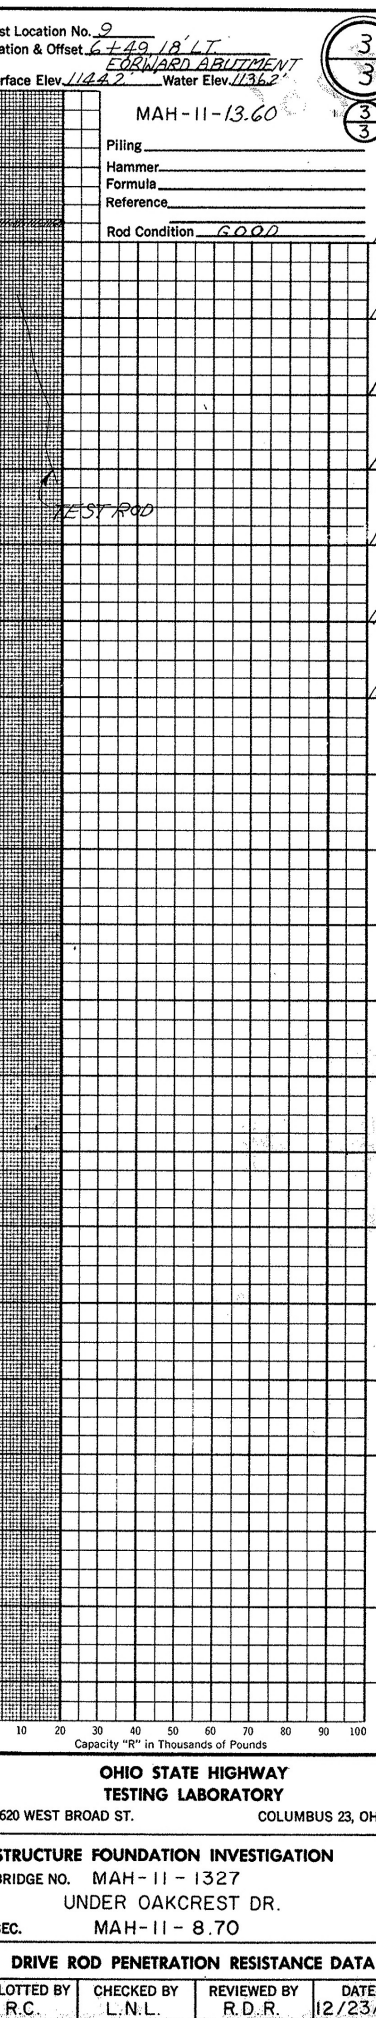 st Location No. 9
ation & Offset 6+49, 18' LT.
FORWARD ABUTMENT
rface Elev. 1144.2' Water Elev. 1136.2'
3
3
MAH-11-13.60
3
3
Piling
Hammer
Formula
Reference
Rod Condition GOOD
TEST ROD
10 20 30 40 50 60 70 80 90 100
Capacity "R" in Thousands of Pounds
OHIO STATE HIGHWAY
TESTING LABORATORY
620 WEST BROAD ST. COLUMBUS 23, OH
STRUCTURE FOUNDATION INVESTIGATION
BRIDGE NO. MAH-11-1327
UNDER OAKCREST DR.
SEC. MAH-11-8.70
DRIVE ROD PENETRATION RESISTANCE DATA
LOTTED BY CHECKED BY REVIEWED BY DATE
R.C. L.N.L. R.D.R. 12/23/